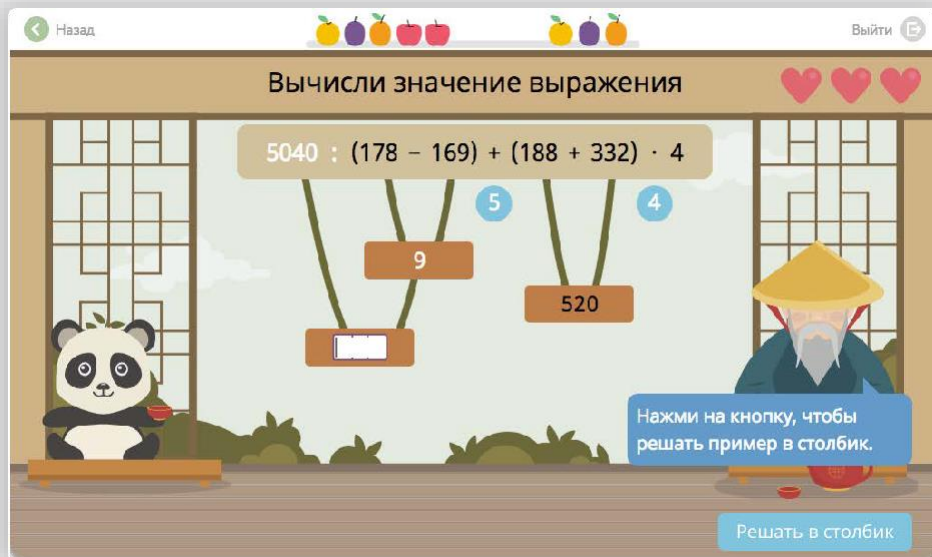 Назад
Выйти
Вычисли значение выражения
5040 : (178 − 169) + (188 + 332) · 4
5
4
9
520
Нажми на кнопку, чтобы
решать пример в столбик.
Решать в столбик